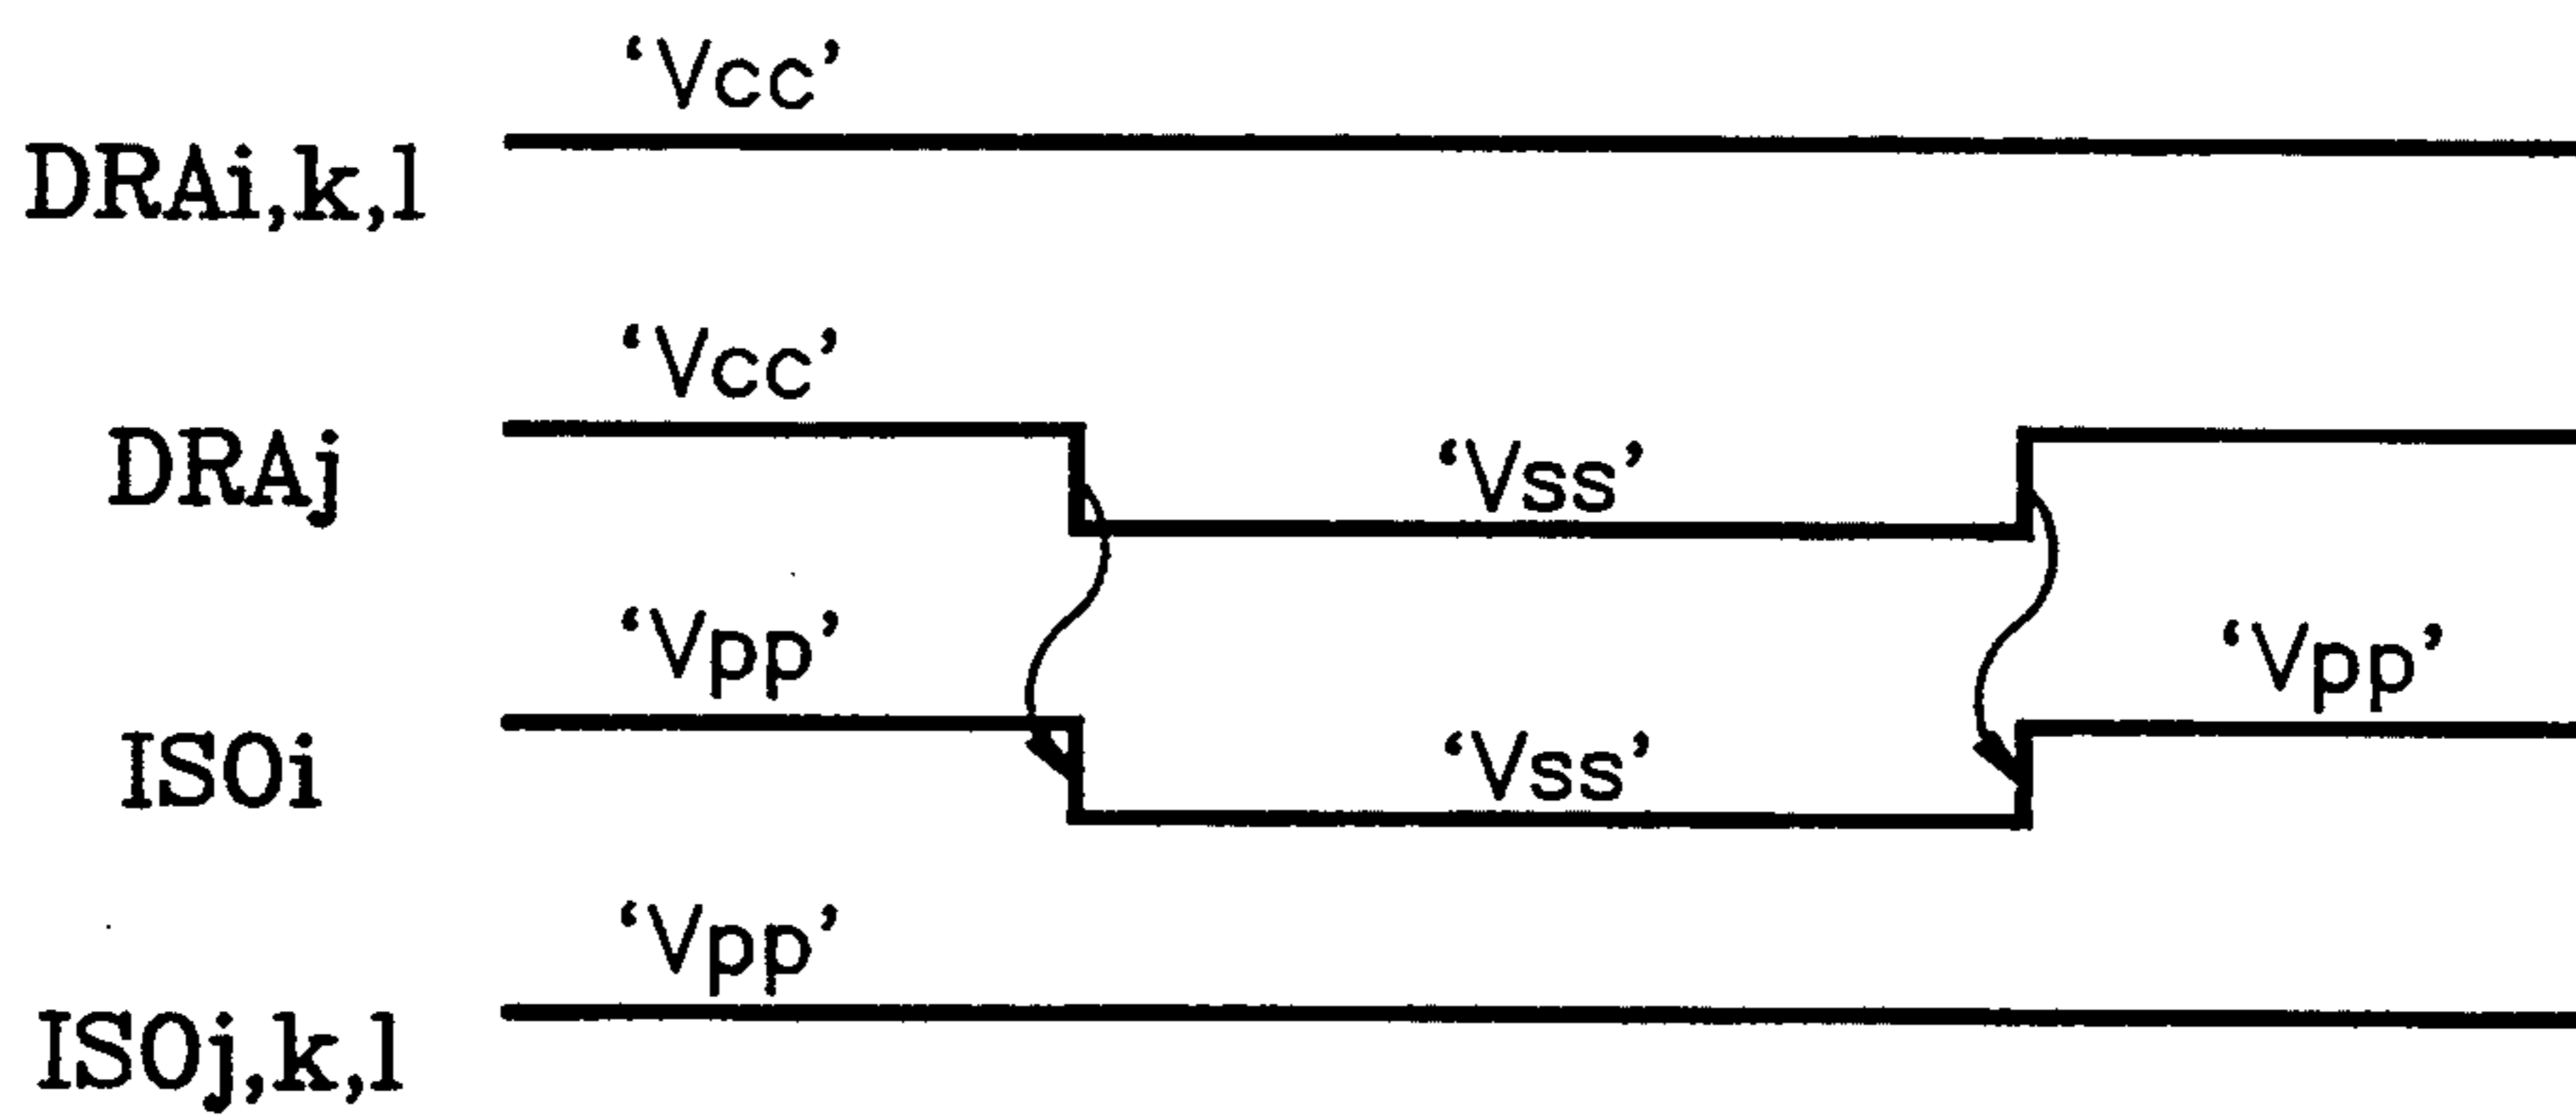 ‘Vcc’
DRAi,k,l
‘Vcc’
DRAj
‘Vss’
‘Vpp’
‘Vpp’
ISOi
‘Vss’
‘Vpp’
ISOj,k,l